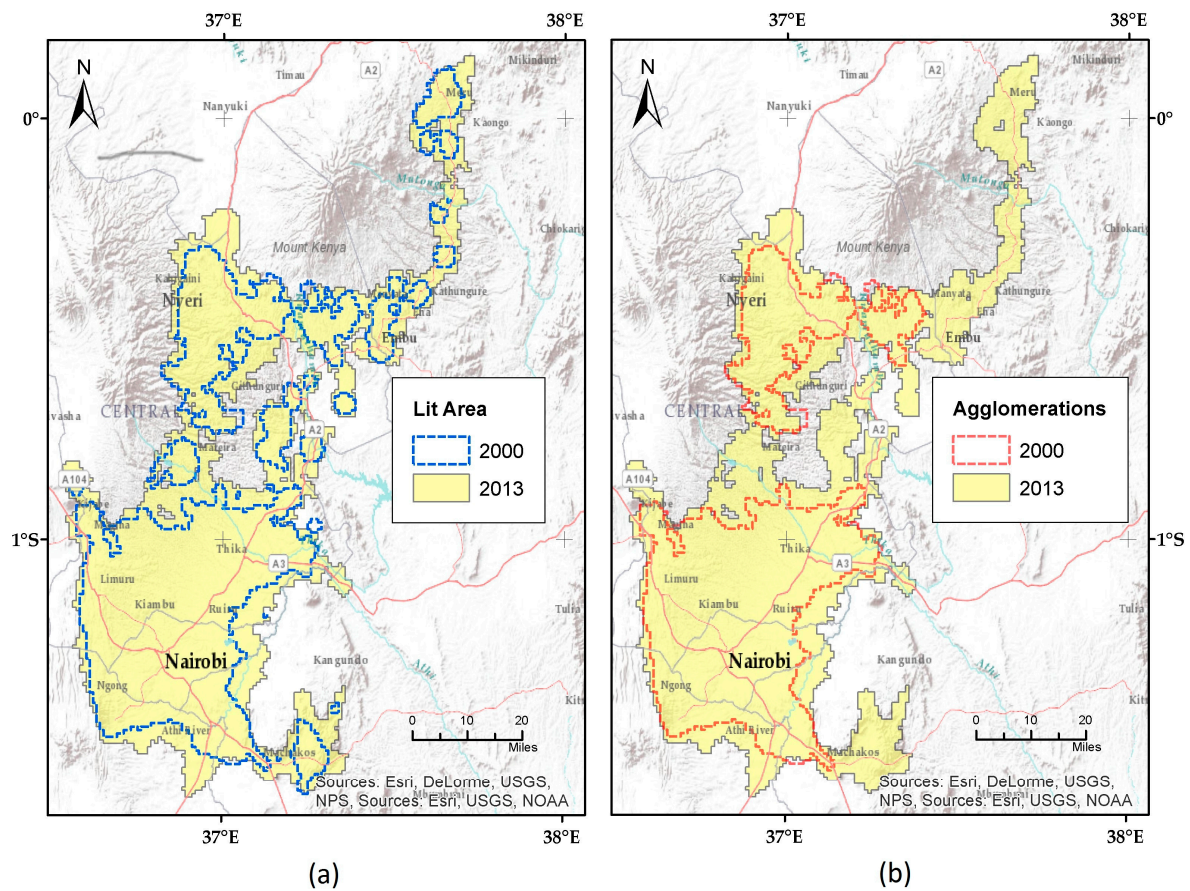 37°E
38°E
37°E
38°E
N
Timau
A2
Mikinduri
Nanyuki
Meru
0°
Kaongo
Mount Kenya
Nyeri
Kathungure
Embu
Githunguri
CENTRAL
Mareira
A2
A104
1°S
Thika
A3
Limuru
Kiambu
Nairobi
Kangundo
Ngong
Athi River
Machakos
Lit Area
2000
2013
0 10 20
Miles
Sources: Esri, DeLorme, USGS,
NPS, Sources: Esri, USGS, NOAA
N
Timau
A2
Mikinduri
Nanyuki
Meru
0°
Kaongo
Mount Kenya
Nyeri
Manyata
Kathungure
Embu
Githunguri
CENTRAL
Mareira
A2
A104
1°S
Thika
A3
Limuru
Kiambu
Nairobi
Kangundo
Ngong
Athi River
Machakos
Agglomerations
2000
2013
0 10 20
Miles
Sources: Esri, DeLorme, USGS,
NPS, Sources: Esri, USGS, NOAA
37°E
38°E
37°E
38°E
(a)
(b)